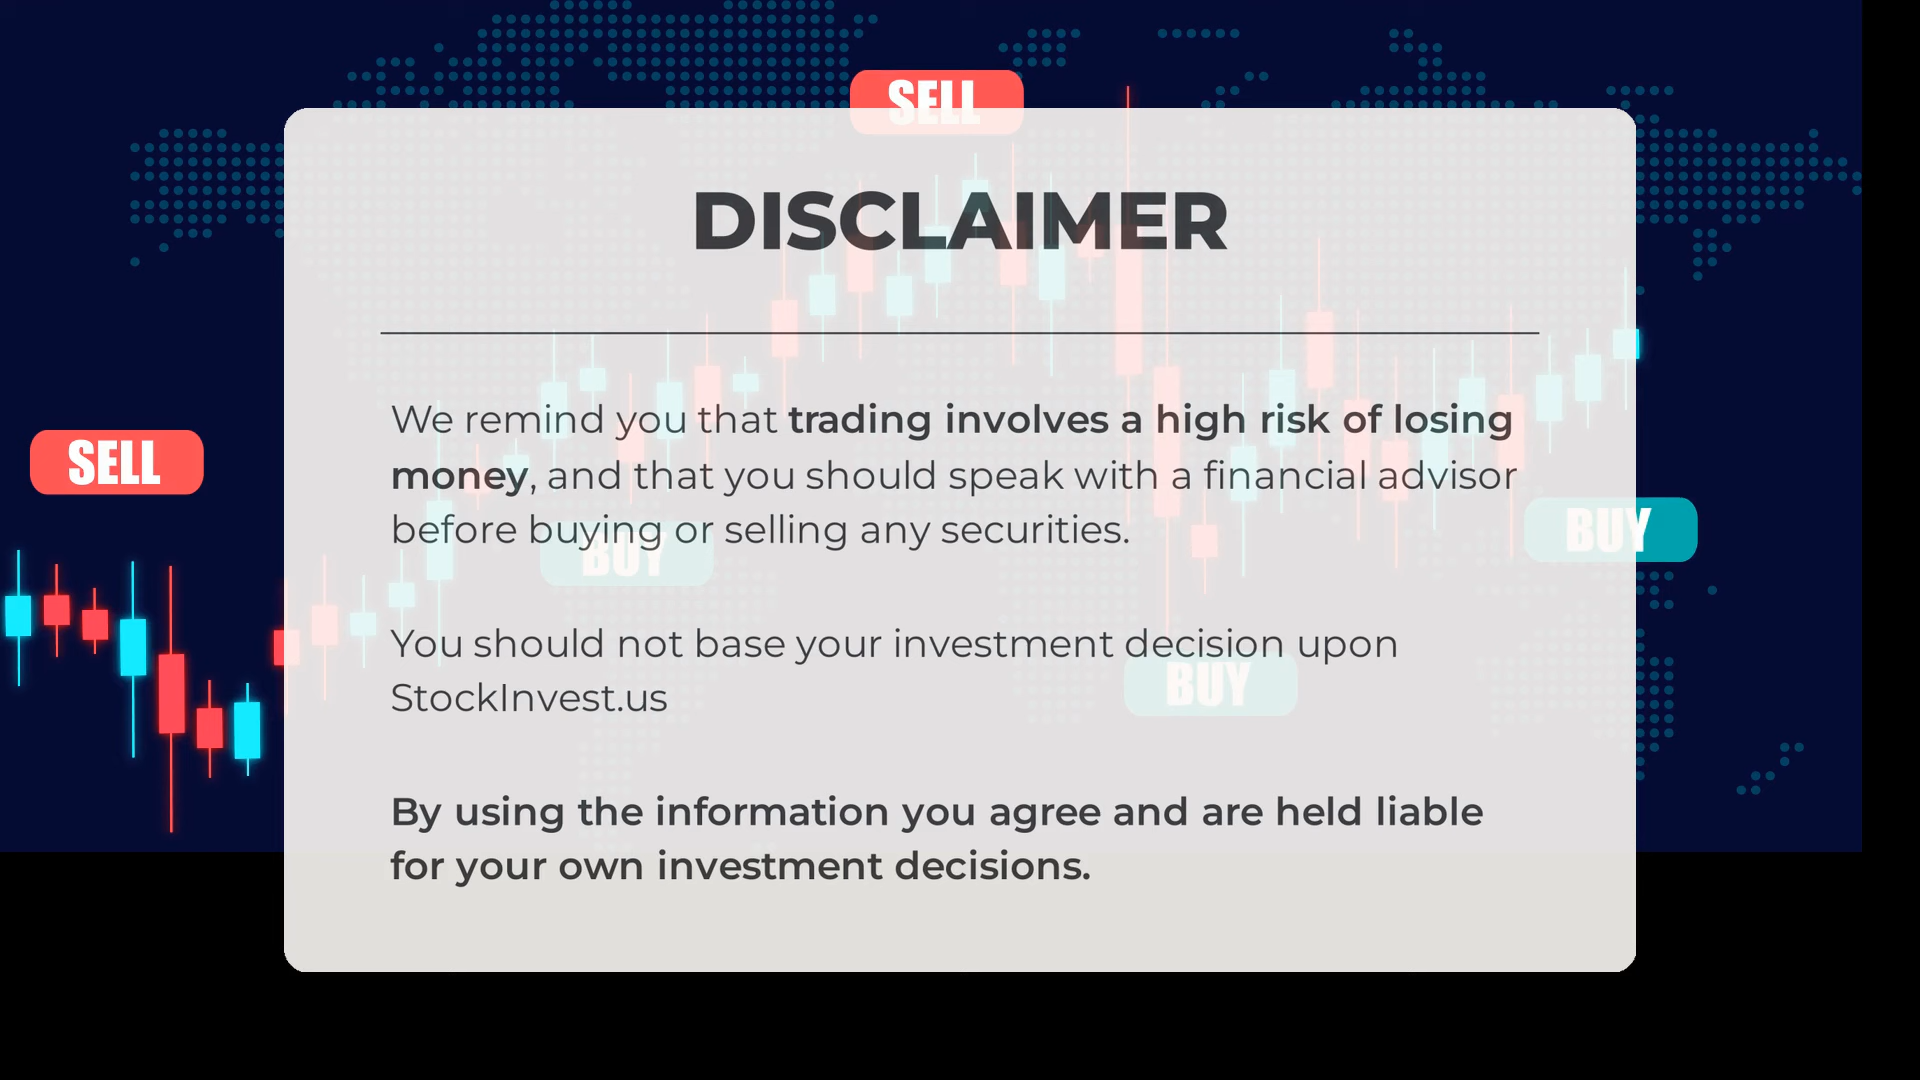 SELL
DISCLAIMER
We remind you that trading involves a high risk of losing
money, and that you should speak with a financial advisor
before buying or selling any securities.
SELL
BUY
BUY
You should not base your investment decision upon
StockInvest.us
BUY
By using the information you agree and are held liable
for your own investment decisions.